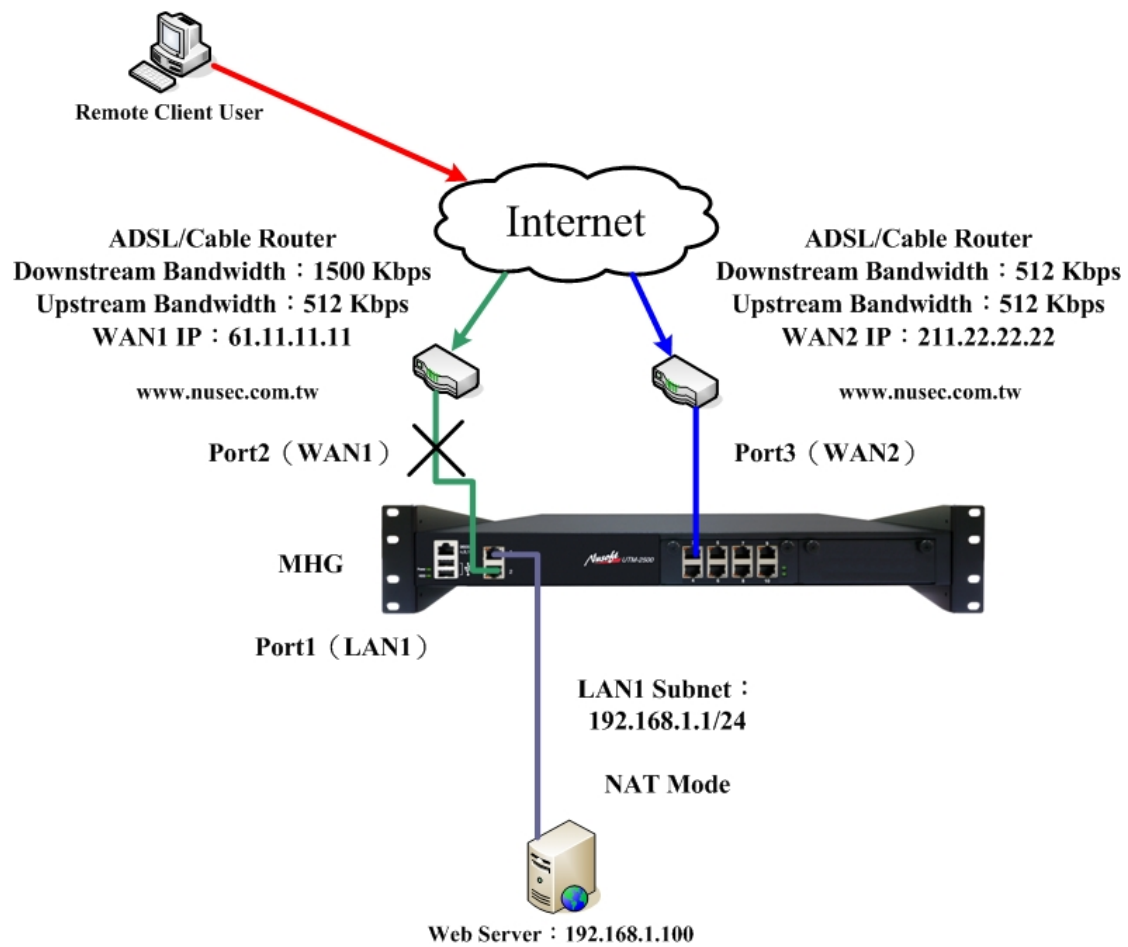 Remote Client User
Internet
ADSL/Cable Router
Downstream Bandwidth：1500 Kbps
Upstream Bandwidth：512 Kbps
WAN1 IP：61.11.11.11
www.nusec.com.tw
ADSL/Cable Router
Downstream Bandwidth：512 Kbps
Upstream Bandwidth：512 Kbps
WAN2 IP：211.22.22.22
www.nusec.com.tw
Port2（WAN1）
Port3（WAN2）
MHG
Nusoft UTM-2500
Port1（LAN1）
LAN1 Subnet：
192.168.1.1/24
NAT Mode
Web Server：192.168.1.100